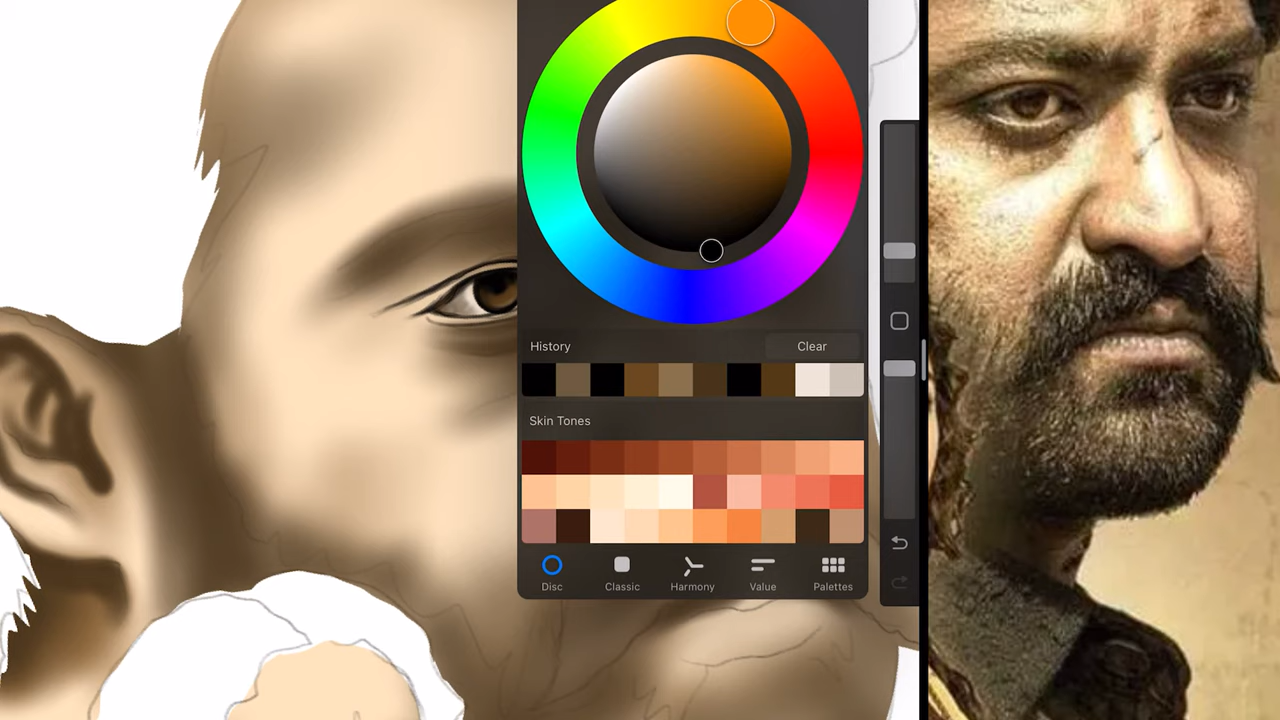 History
Clear
Skin Tones
Disc
Classic
Harmony
Value
Palettes